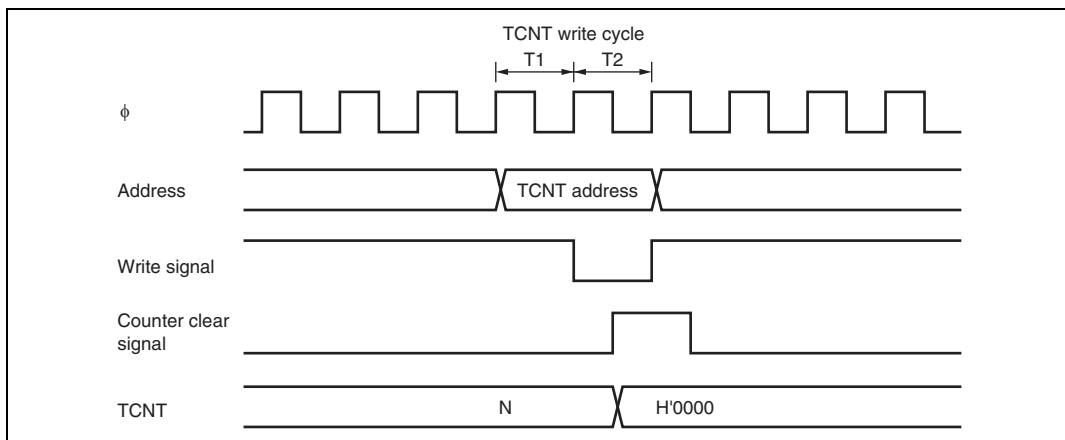 TCNT write cycle
T1 T2
ϕ
Address
TCNT address
Write signal
Counter clear
signal
TCNT
N
H'0000